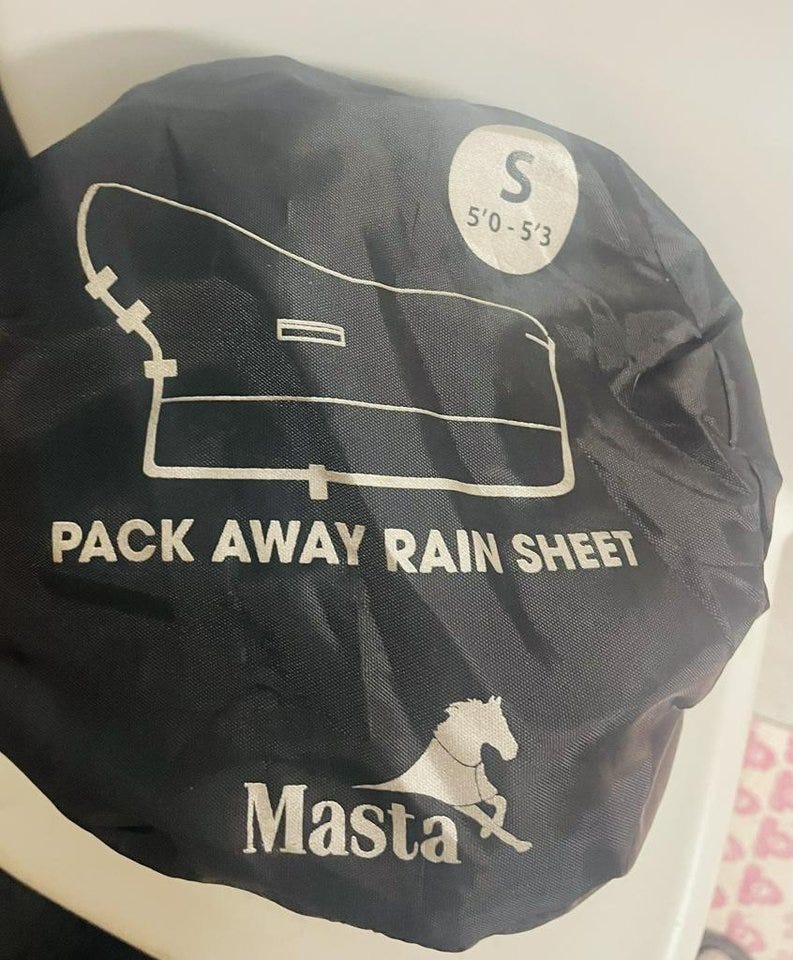 S
5'0 - 5'3
PACK AWAY RAIN SHEET
Masta